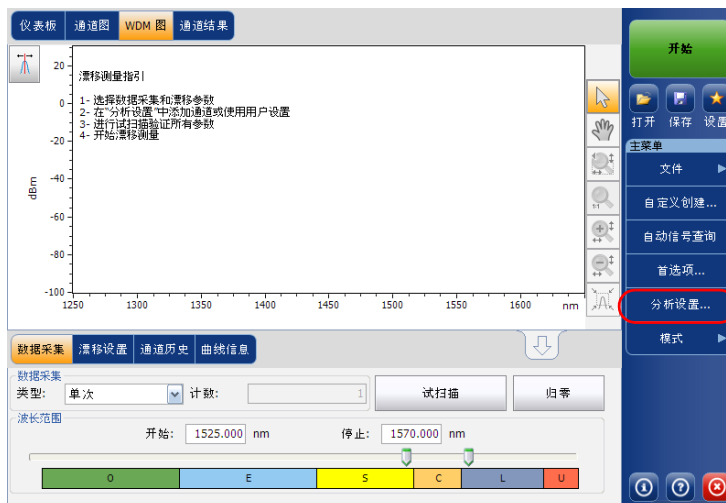 仪表板 通道图 WDM 图 通道结果
漂移测量指引
1- 选择数据采集和漂移参数
2- 在“分析设置”中添加通道或使用用户设置
3- 进行试扫描验证所有参数
4- 开始漂移测量
dBm
20
0
-20
-40
-60
-80
-100
1250 1300 1350 1400 1450 1500 1550 1600 nm
1:1
数据采集 漂移设置 通道历史 曲线信息
数据采集
类型: 单次 计数: 1 试扫描 归零
波长范围
开始: 1525.000 nm 停止: 1570.000 nm
O E S C L U
开始
打开 保存 设置
主菜单
文件
自定义创建...
自动信号查询
首选项...
分析设置...
模式